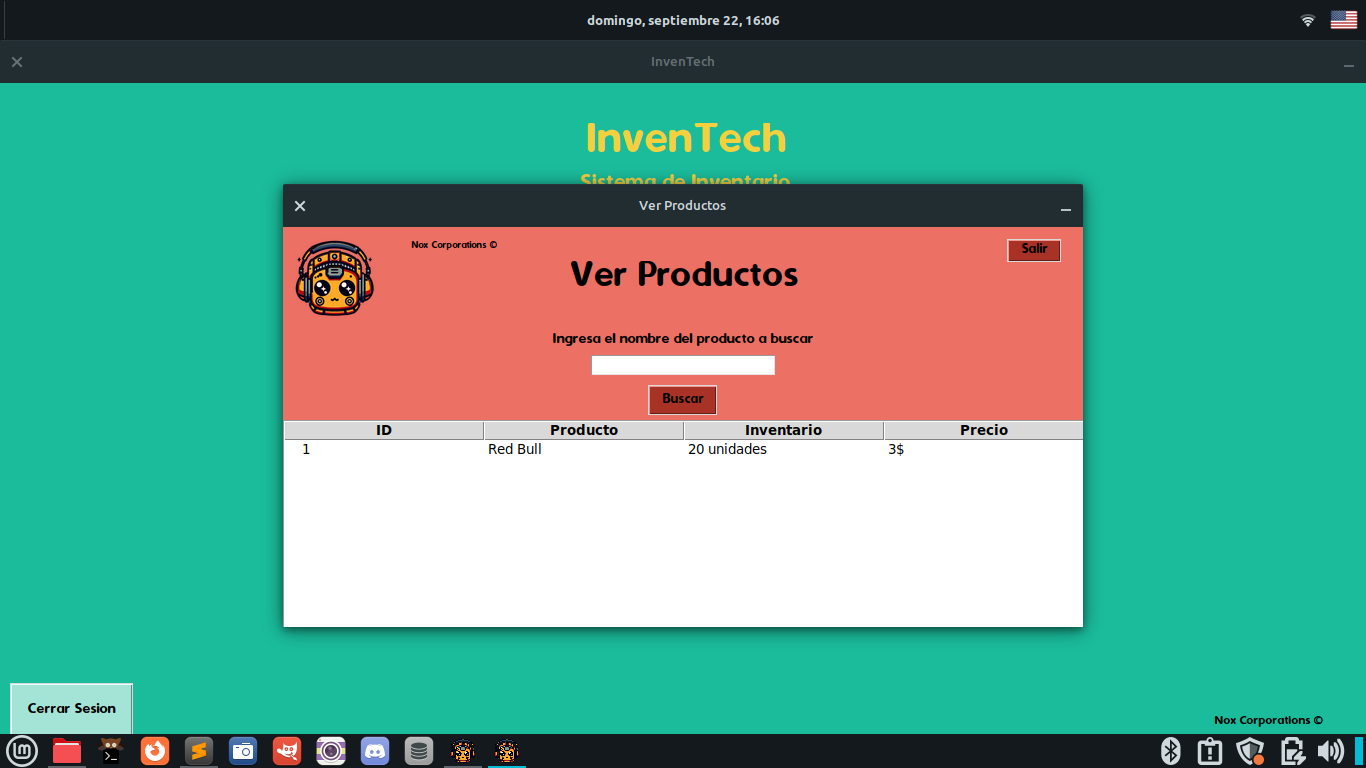 domingo, septiembre 22, 16:06
InvenTech
InvenTech
Sistema de Inventario
Ver Productos
Nox Corporations ©
Salir
Ver Productos
Ingresa el nombre del producto a buscar
Buscar
ID Producto Inventario Precio
1 Red Bull 20 unidades 3$
Cerrar Sesion
Nox Corporations ©